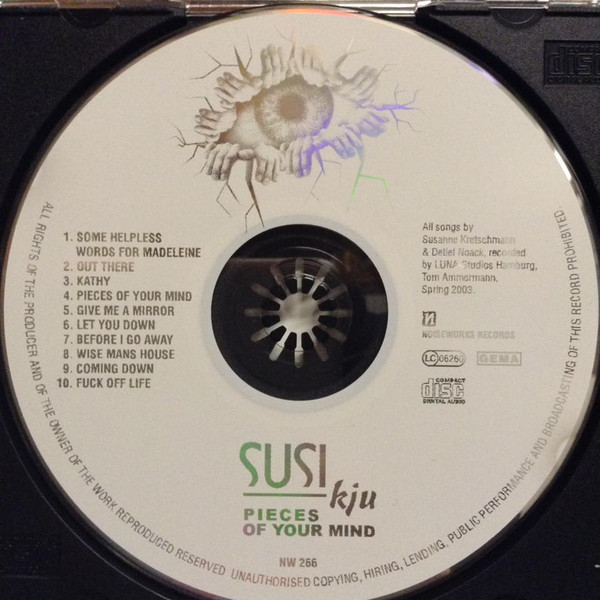 1. SOME HELPLESS
WORDS FOR MADELEINE
2. OUT THERE
3. KATHY
4. PIECES OF YOUR MIND
5. GIVE ME A MIRROR
6. LET YOU DOWN
7. BEFORE I GO AWAY
8. WISE MANS HOUSE
9. COMING DOWN
10. FUCK OFF LIFE
All songs by
Susanne Kretschmann
& Detlef Noack, recorded
by LUNA Studios Hamburg,
Tom Ammermann,
Spring 2003.
NOISEWORKS RECORDS
LC 06260
GEMA
COMPACT
disc
DIGITAL AUDIO
SUSI
kju
PIECES
OF YOUR MIND
NW 266
ALL RIGHTS OF THE PRODUCER AND OF THE OWNER OF THE WORK REPRODUCED RESERVED UNAUTHORISED COPYING, HIRING, LENDING, PUBLIC PERFORMANCE AND BROADCASTING OF THIS RECORD PROHIBITED.
COMPACT
disc